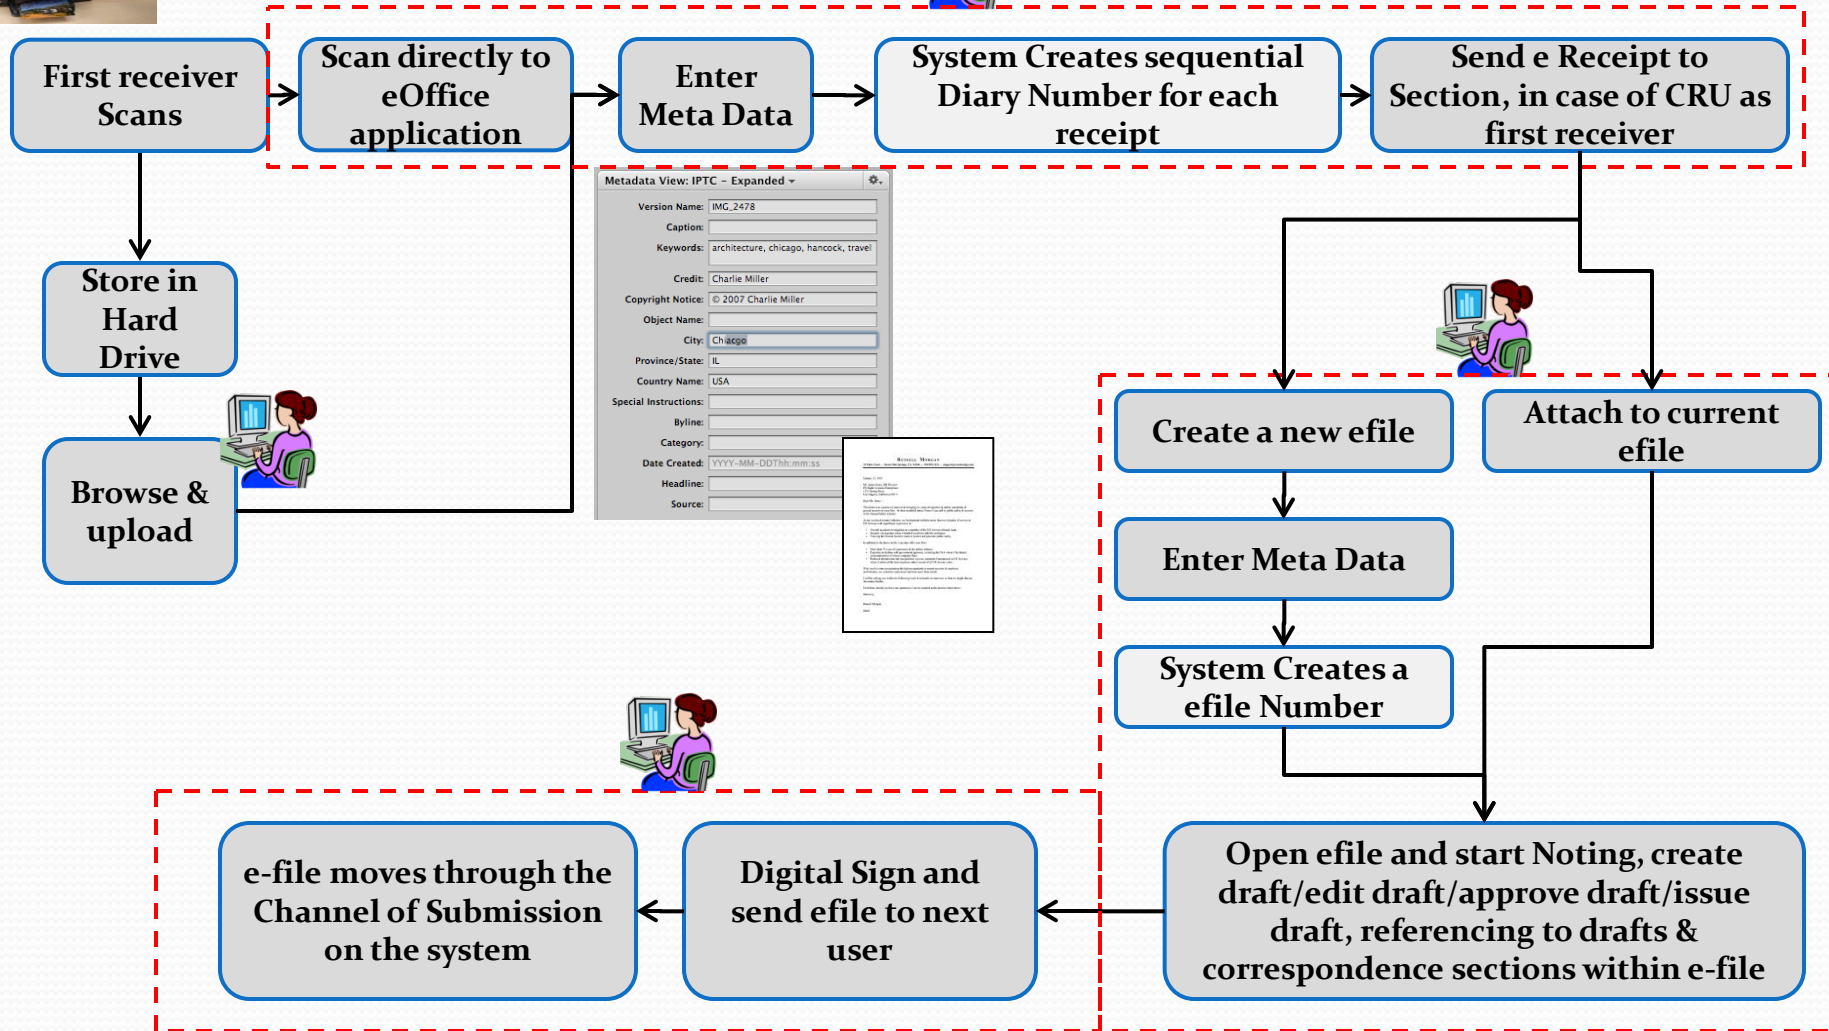 First receiver
Scans
Scan directly to
eOffice
application
Enter
Meta Data
System Creates sequential
Diary Number for each
receipt
Send e Receipt to
Section, in case of CRU as
first receiver
Store in
Hard
Drive
Browse &
upload
Metadata View: IPTC – Expanded
Version Name: IMG_2478
Caption:
Keywords: architecture, chicago, hancock, travel
Credit: Charlie Miller
Copyright Notice: © 2007 Charlie Miller
Object Name:
City: Chiacgo
Province/State: IL
Country Name: USA
Special Instructions:
Byline:
Category:
Date Created: YYYY-MM-DDThh:mm:ss
Headline:
Source:
RUSSELL MORGAN
Create a new efile
Attach to current
efile
Enter Meta Data
System Creates a
efile Number
Open efile and start Noting, create
draft/edit draft/approve draft/issue
draft, referencing to drafts &
correspondence sections within e-file
Digital Sign and
send efile to next
user
e-file moves through the
Channel of Submission
on the system